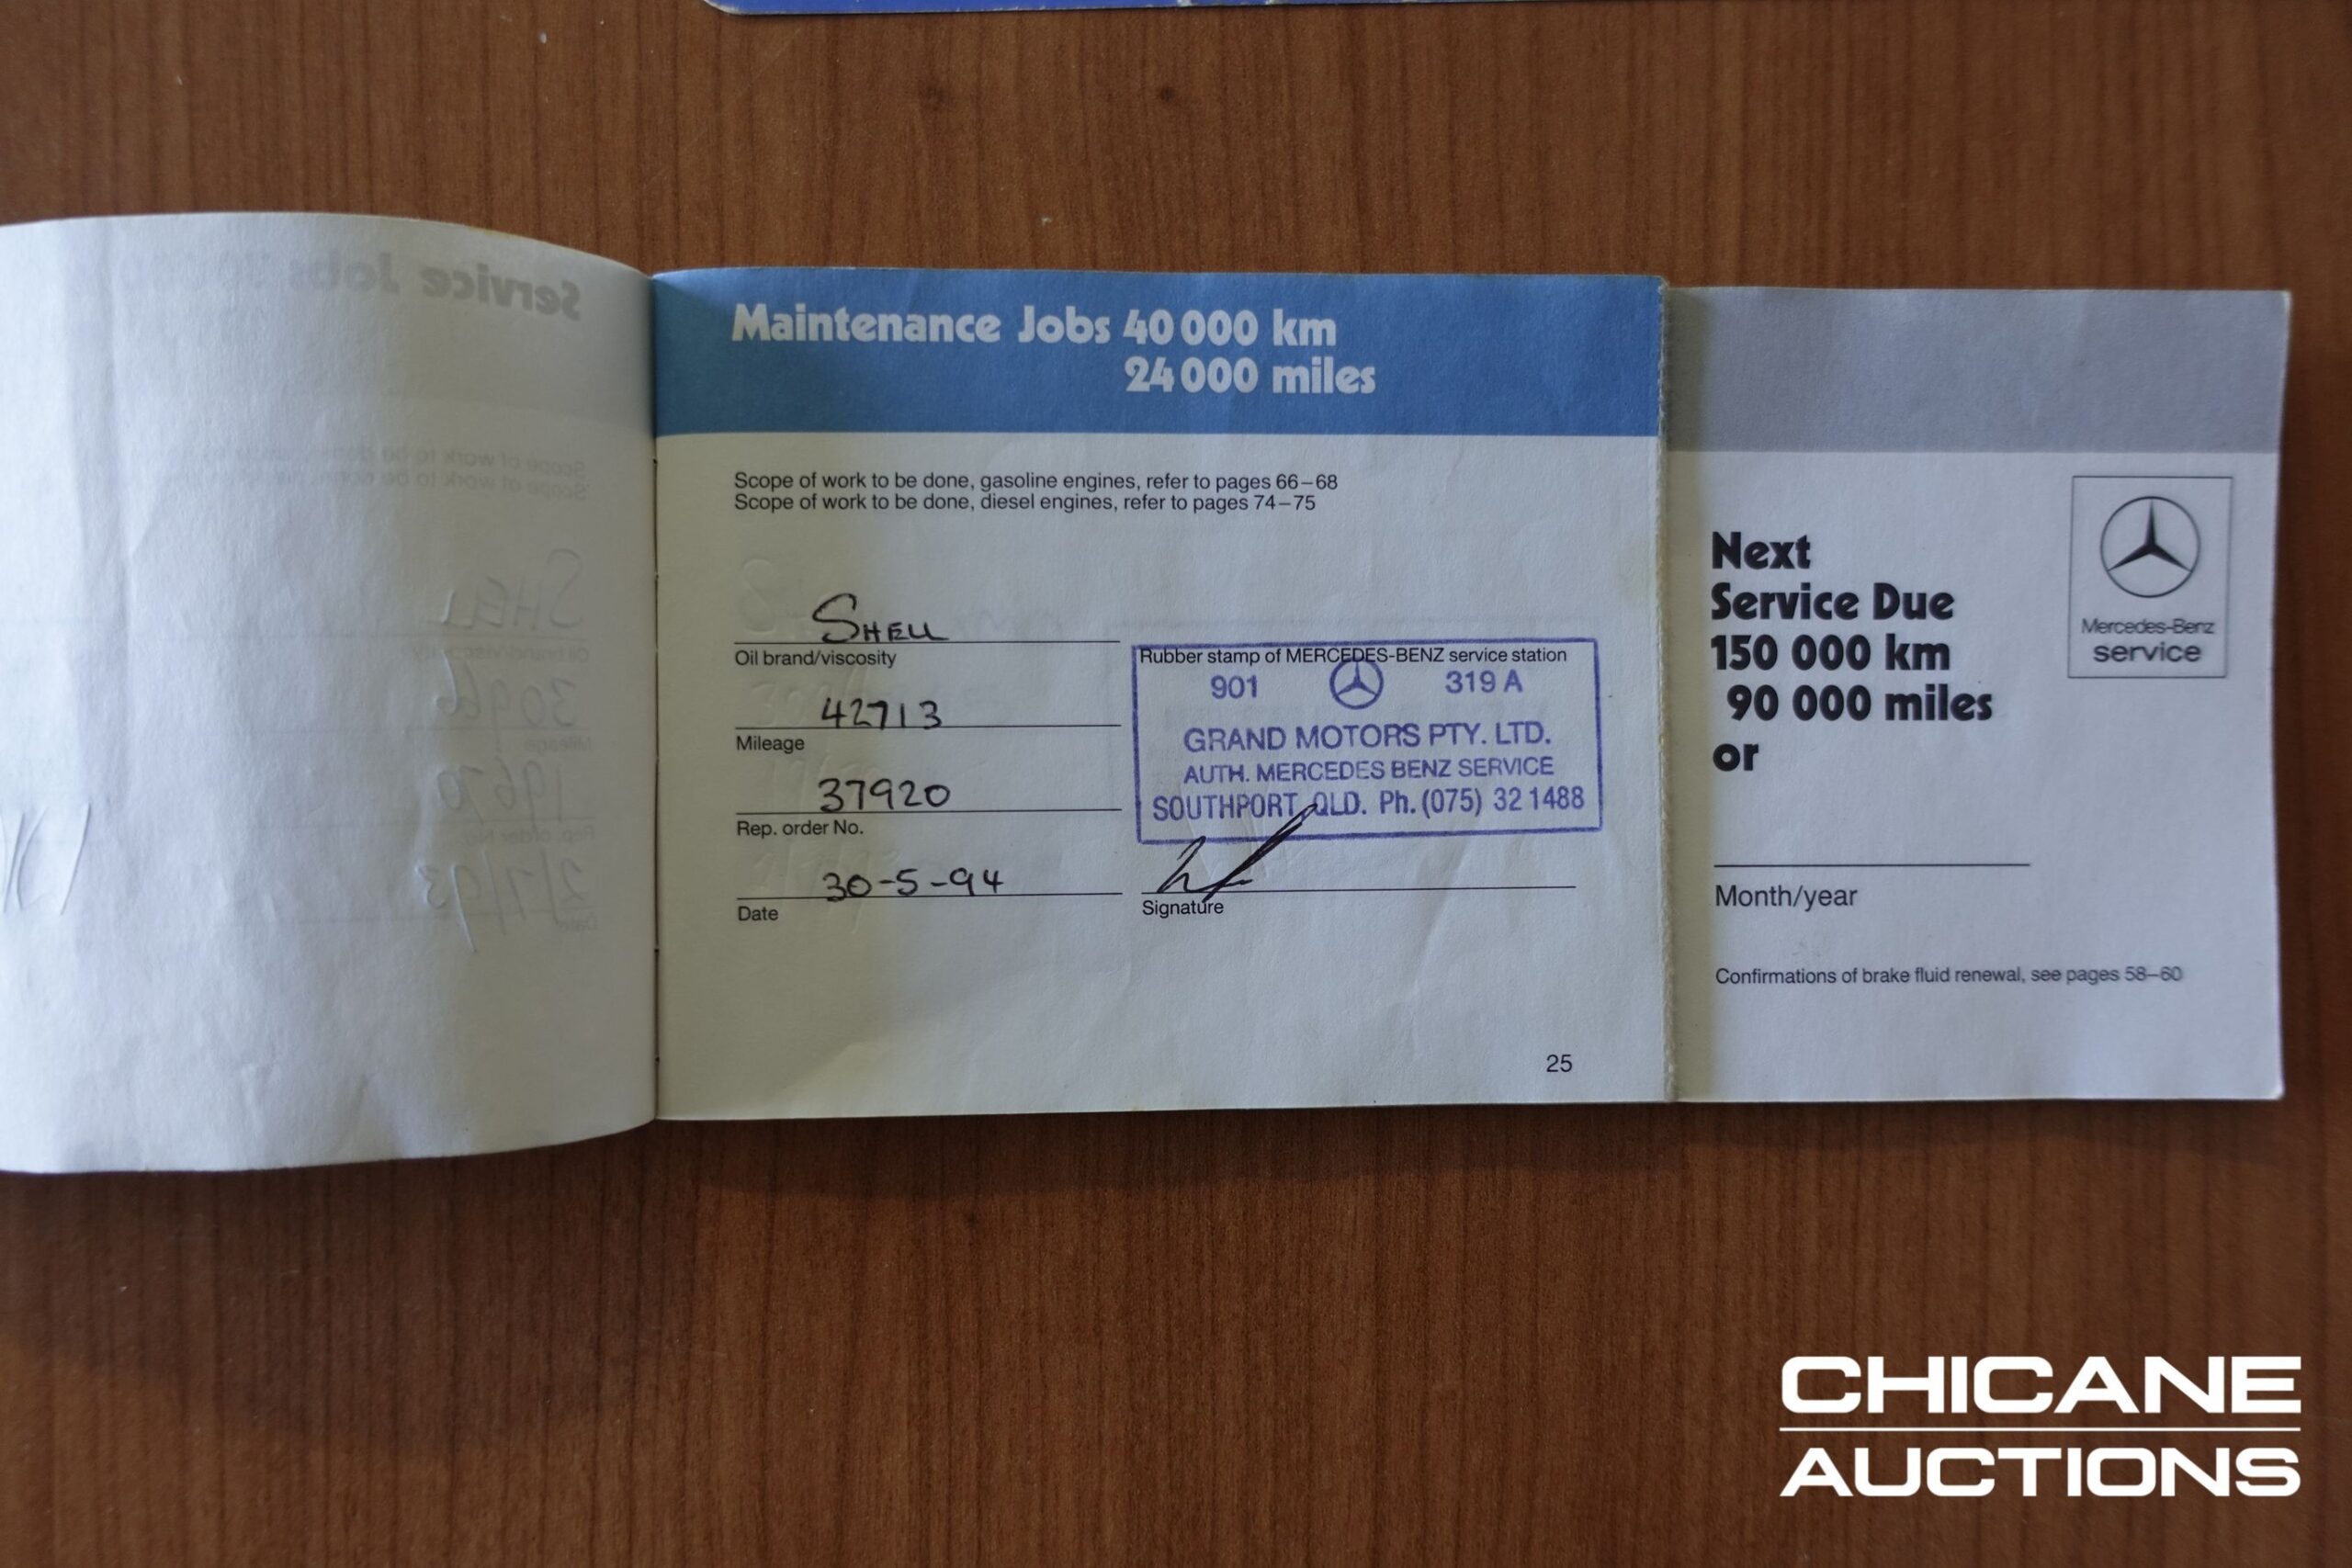 Maintenance Jobs 40 000 km
24 000 miles
Scope of work to be done, gasoline engines, refer to pages 66–68
Scope of work to be done, diesel engines, refer to pages 74–75
SHELL
Oil brand/viscosity
42713
Mileage
37920
Rep. order No.
30-5-94
Date
Rubber stamp of MERCEDES-BENZ service station
901 319 A
GRAND MOTORS PTY. LTD.
AUTH. MERCEDES BENZ SERVICE
SOUTHPORT QLD. Ph. (075) 32 1488
Signature
25
Next
Service Due
150 000 km
90 000 miles
or
Month/year
Confirmations of brake fluid renewal, see pages 58–60
Mercedes-Benz
service
CHICANE
AUCTIONS